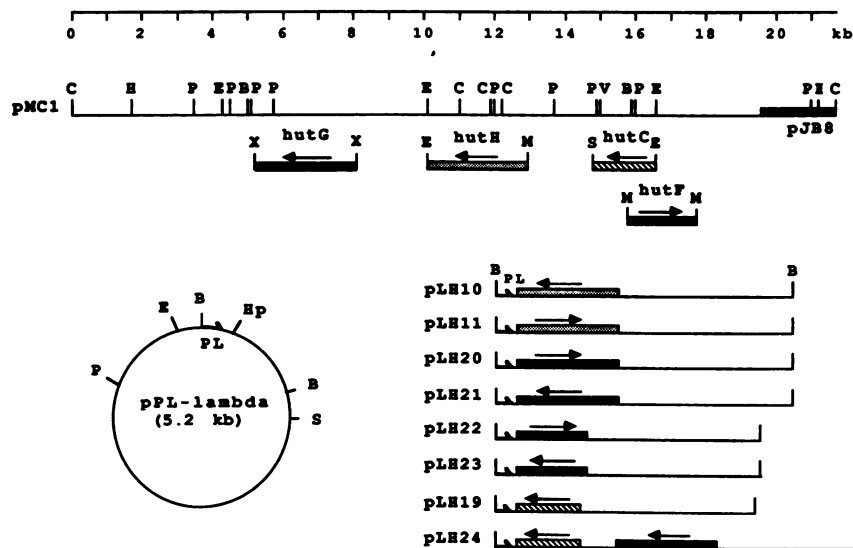 0 2 4 6 8 10 12 14 16 18 20 kb
C H P E P B P P E C C P C P P V B P E P H C
pMC1
pJB8
X hutG X E hutH M S hutC E
M hutF M
B PL B
pLH10
pLH11
pLH20
pLH21
pLH22
pLH23
pLH19
pLH24
P E B Hp
PL
B
S
pPL-lambda
(5.2 kb)